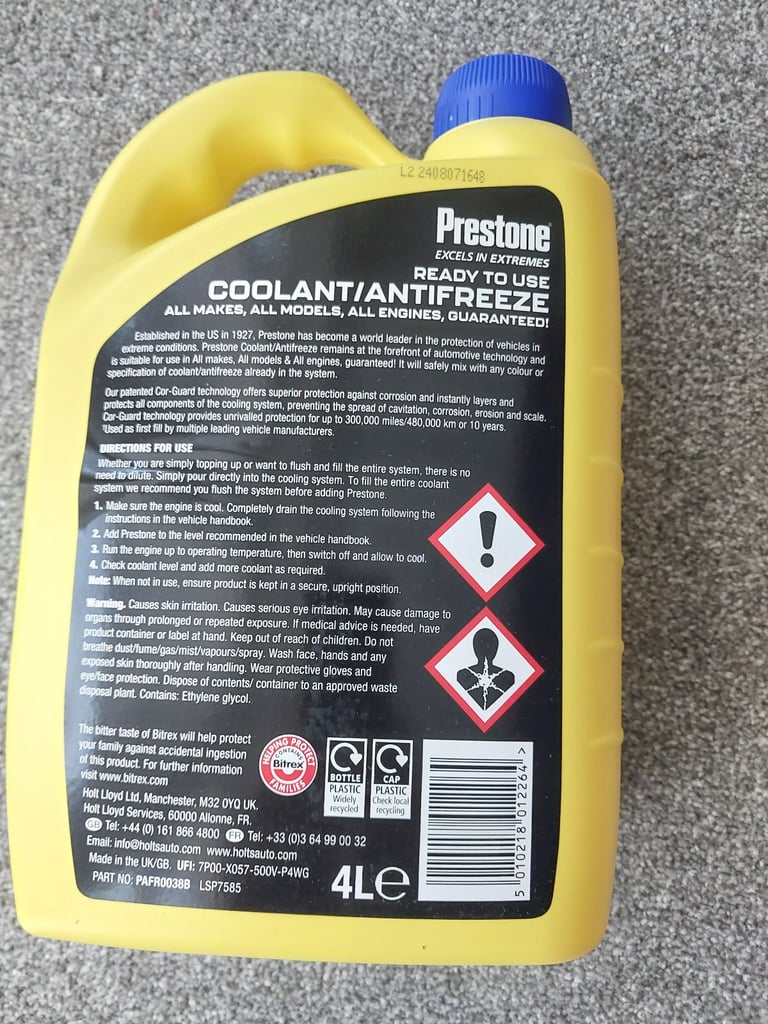 L2 2408071648
Prestone
EXCELS IN EXTREMES
READY TO USE
COOLANT/ANTIFREEZE
ALL MAKES, ALL MODELS, ALL ENGINES, GUARANTEED!
Established in the US in 1927, Prestone has become a world leader in the protection of vehicles in
extreme conditions. Prestone Coolant/Antifreeze remains at the forefront of automotive technology and
is suitable for use in All makes, All models & All engines, guaranteed! It will safely mix with any colour or
specification of coolant/antifreeze already in the system.
Our patented Cor-Guard technology offers superior protection against corrosion and instantly layers and
protects all components of the cooling system, preventing the spread of cavitation, corrosion, erosion and scale.
Cor-Guard technology provides unrivalled protection for up to 300,000 miles/480,000 km or 10 years.
*Used as first fill by multiple leading vehicle manufacturers.
DIRECTIONS FOR USE
Whether you are simply topping up or want to flush and fill the entire system, there is no
need to dilute. Simply pour directly into the cooling system. To fill the entire coolant
system we recommend you flush the system before adding Prestone.
1. Make sure the engine is cool. Completely drain the cooling system following the
instructions in the vehicle handbook.
2. Add Prestone to the level recommended in the vehicle handbook.
3. Run the engine up to operating temperature, then switch off and allow to cool.
4. Check coolant level and add more coolant as required.
Note: When not in use, ensure product is kept in a secure, upright position.
Warning. Causes skin irritation. Causes serious eye irritation. May cause damage to
organs through prolonged or repeated exposure. If medical advice is needed, have
product container or label at hand. Keep out of reach of children. Do not
breathe dust/fume/gas/mist/vapours/spray. Wash face, hands and any
exposed skin thoroughly after handling. Wear protective gloves and
eye/face protection. Dispose of contents/ container to an approved waste
disposal plant. Contains: Ethylene glycol.
The bitter taste of Bitrex will help protect
your family against accidental ingestion
of this product. For further information
visit www.bitrex.com
HELPING PROTECT
CONTAINS
Bitrex
FAMILIES
BOTTLE
PLASTIC
Widely
recycled
CAP
PLASTIC
Check local
recycling
Holt Lloyd Ltd, Manchester, M32 0YQ UK.
Holt Lloyd Services, 60000 Allonne, FR.
GB Tel: +44 (0) 161 866 4800 FR Tel: +33 (0)3 64 99 00 32
Email: info@holtsauto.com www.holtsauto.com
Made in the UK/GB. UFI: 7P00-X057-500V-P4WG
PART NO: PAFR0038B LSP7585
4L℮
5 010218 012264 >